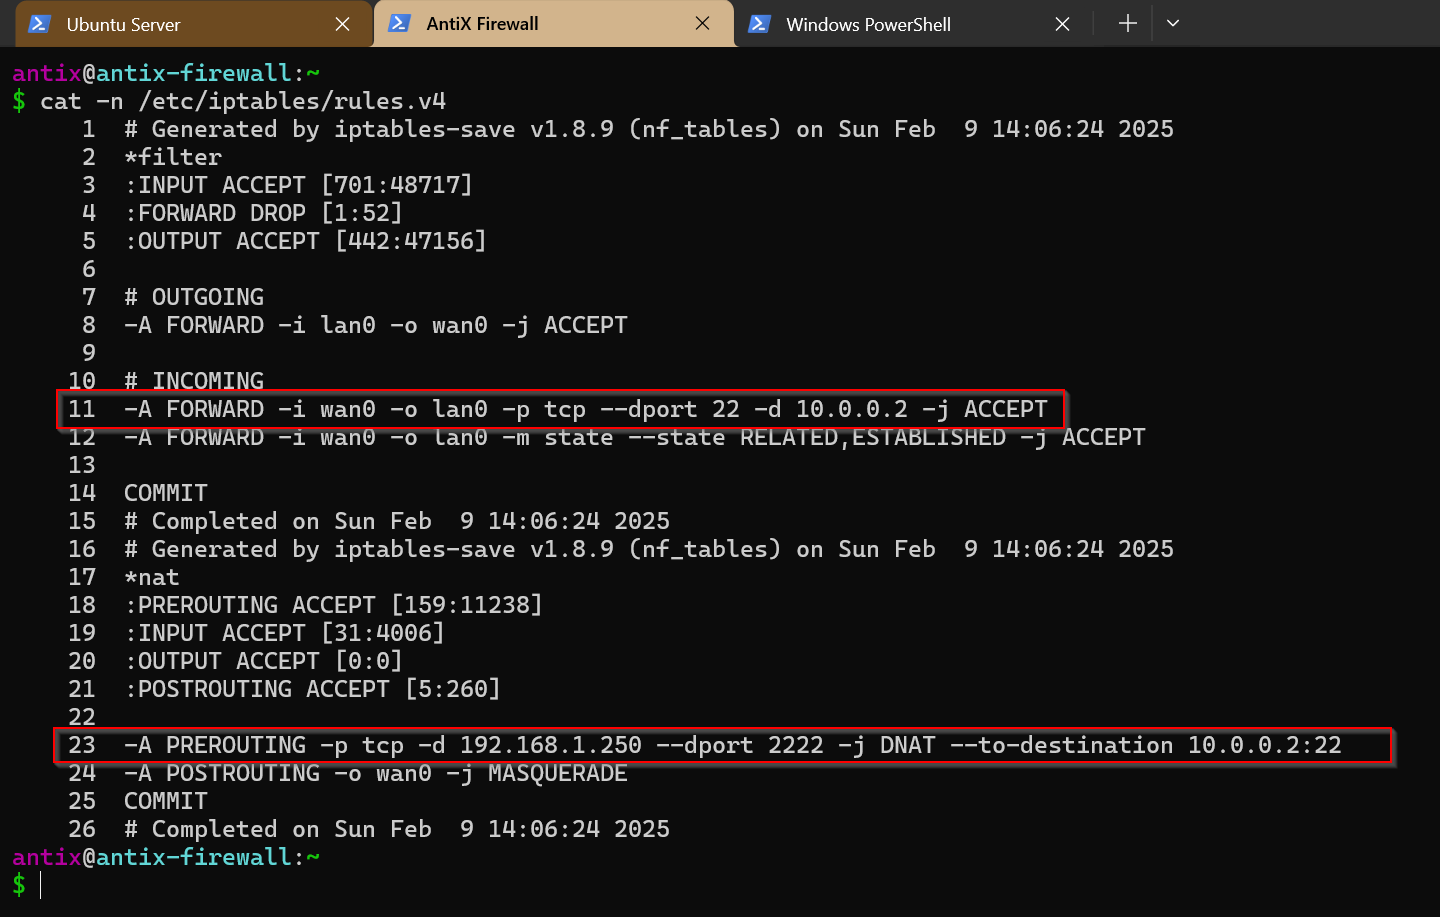 Ubuntu Server
AntiX Firewall
Windows PowerShell
antix@antix-firewall:~
$ cat -n /etc/iptables/rules.v4
1 # Generated by iptables-save v1.8.9 (nf_tables) on Sun Feb  9 14:06:24 2025
2 *filter
3 :INPUT ACCEPT [701:48717]
4 :FORWARD DROP [1:52]
5 :OUTPUT ACCEPT [442:47156]
6
7 # OUTGOING
8 -A FORWARD -i lan0 -o wan0 -j ACCEPT
9
10 # INCOMING
11 -A FORWARD -i wan0 -o lan0 -p tcp --dport 22 -d 10.0.0.2 -j ACCEPT
12 -A FORWARD -i wan0 -o lan0 -m state --state RELATED,ESTABLISHED -j ACCEPT
13
14 COMMIT
15 # Completed on Sun Feb  9 14:06:24 2025
16 # Generated by iptables-save v1.8.9 (nf_tables) on Sun Feb  9 14:06:24 2025
17 *nat
18 :PREROUTING ACCEPT [159:11238]
19 :INPUT ACCEPT [31:4006]
20 :OUTPUT ACCEPT [0:0]
21 :POSTROUTING ACCEPT [5:260]
22
23 -A PREROUTING -p tcp -d 192.168.1.250 --dport 2222 -j DNAT --to-destination 10.0.0.2:22
24 -A POSTROUTING -o wan0 -j MASQUERADE
25 COMMIT
26 # Completed on Sun Feb  9 14:06:24 2025
antix@antix-firewall:~
$